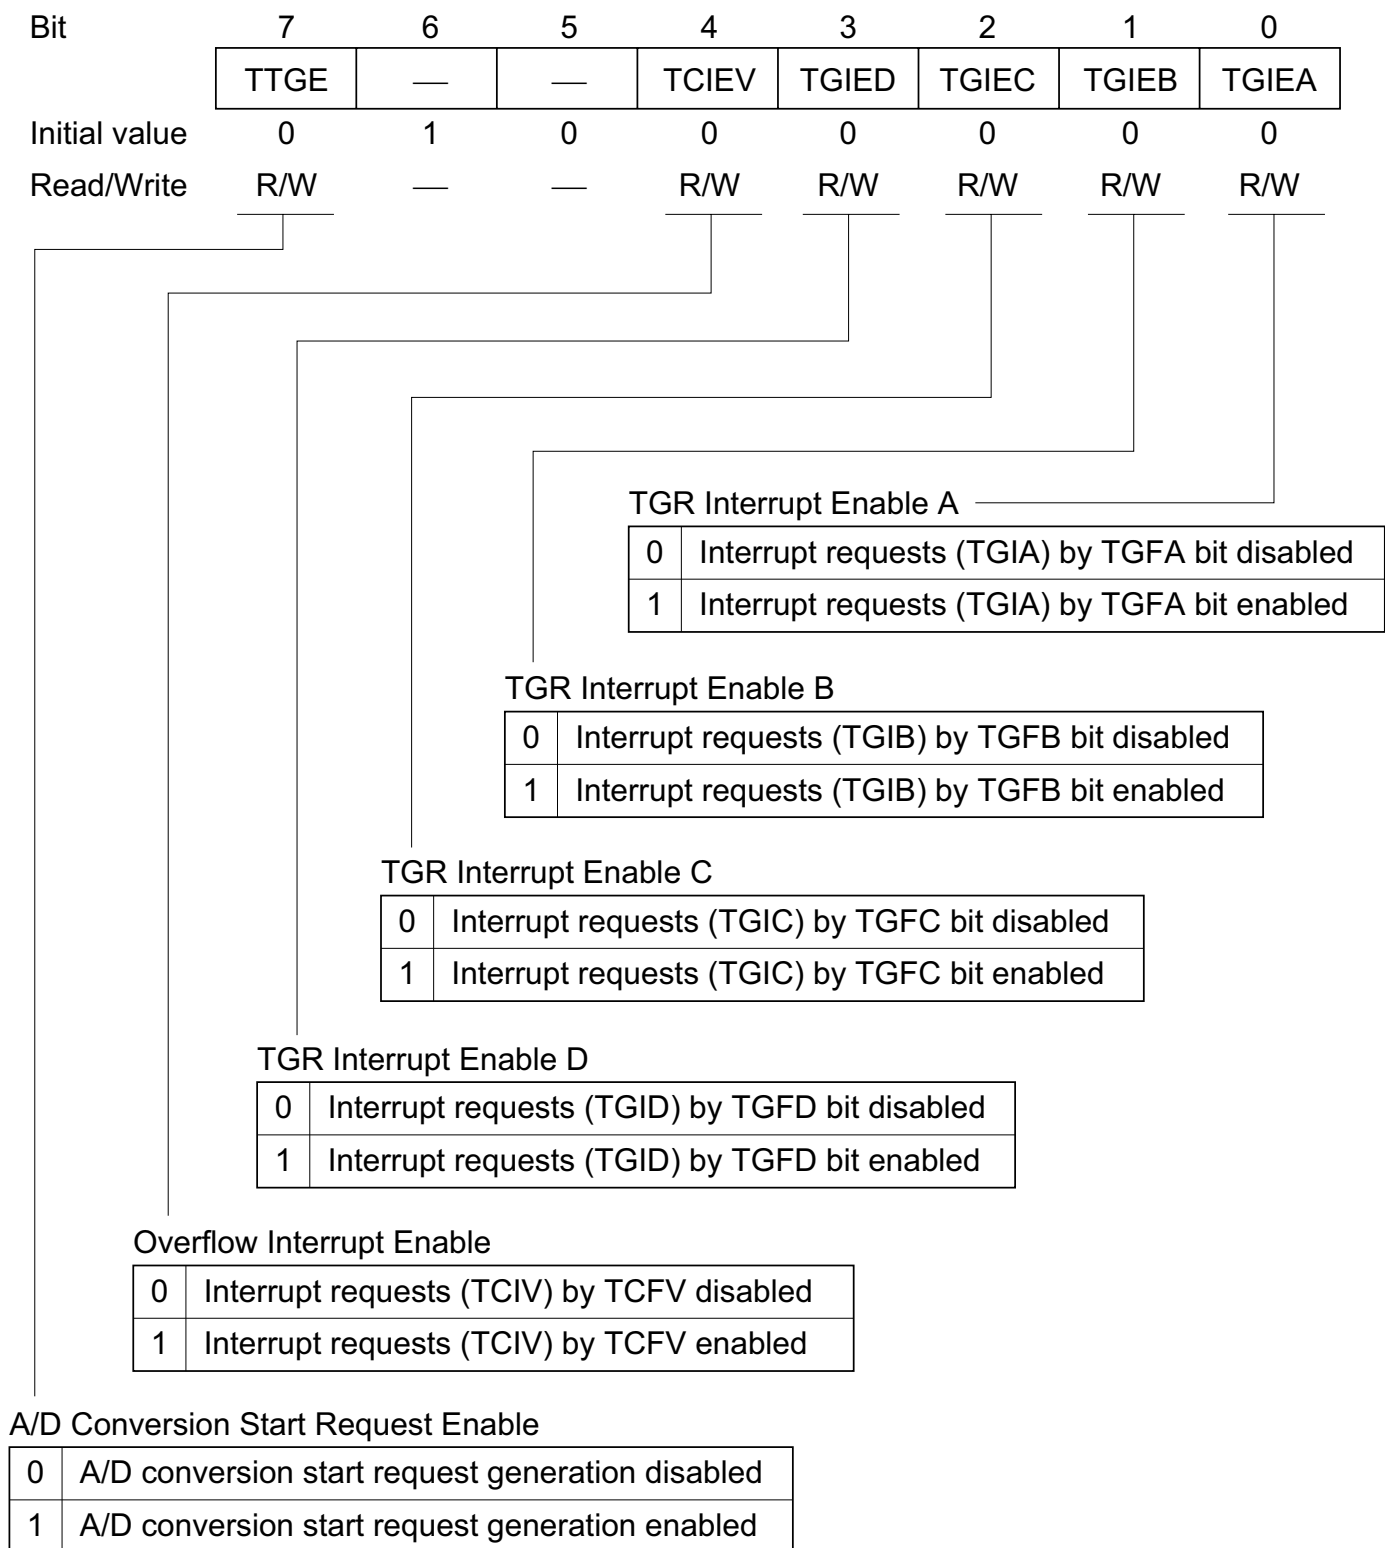 Bit 7 6 5 4 3 2 1 0
TTGE — — TCIEV TGIED TGIEC TGIEB TGIEA
Initial value 0 1 0 0 0 0 0 0
Read/Write R/W — — R/W R/W R/W R/W R/W
TGR Interrupt Enable A
0 Interrupt requests (TGIA) by TGFA bit disabled
1 Interrupt requests (TGIA) by TGFA bit enabled
TGR Interrupt Enable B
0 Interrupt requests (TGIB) by TGFB bit disabled
1 Interrupt requests (TGIB) by TGFB bit enabled
TGR Interrupt Enable C
0 Interrupt requests (TGIC) by TGFC bit disabled
1 Interrupt requests (TGIC) by TGFC bit enabled
TGR Interrupt Enable D
0 Interrupt requests (TGID) by TGFD bit disabled
1 Interrupt requests (TGID) by TGFD bit enabled
Overflow Interrupt Enable
0 Interrupt requests (TCIV) by TCFV disabled
1 Interrupt requests (TCIV) by TCFV enabled
A/D Conversion Start Request Enable
0 A/D conversion start request generation disabled
1 A/D conversion start request generation enabled